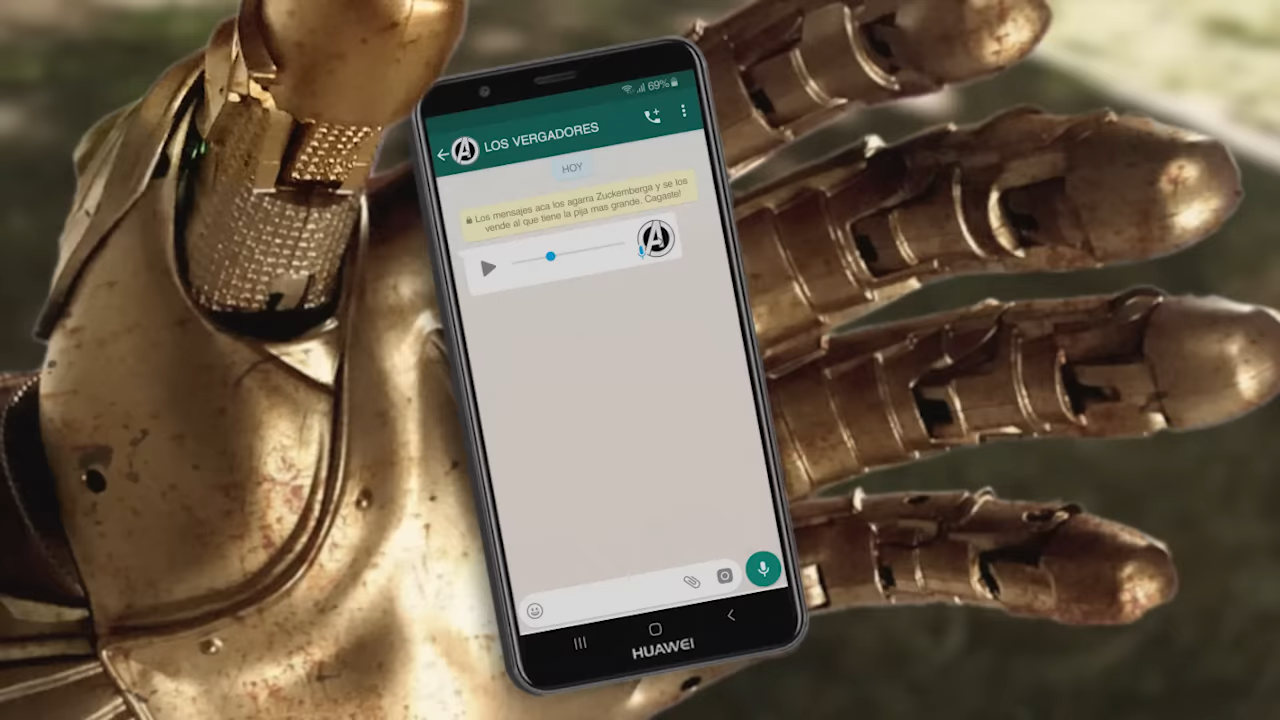 69%
LOS VERGADORES
HOY
Los mensajes aca los agarra Zuckemberga y se los
vende al que tiene la pija mas grande. Cagaste!
HUAWEI